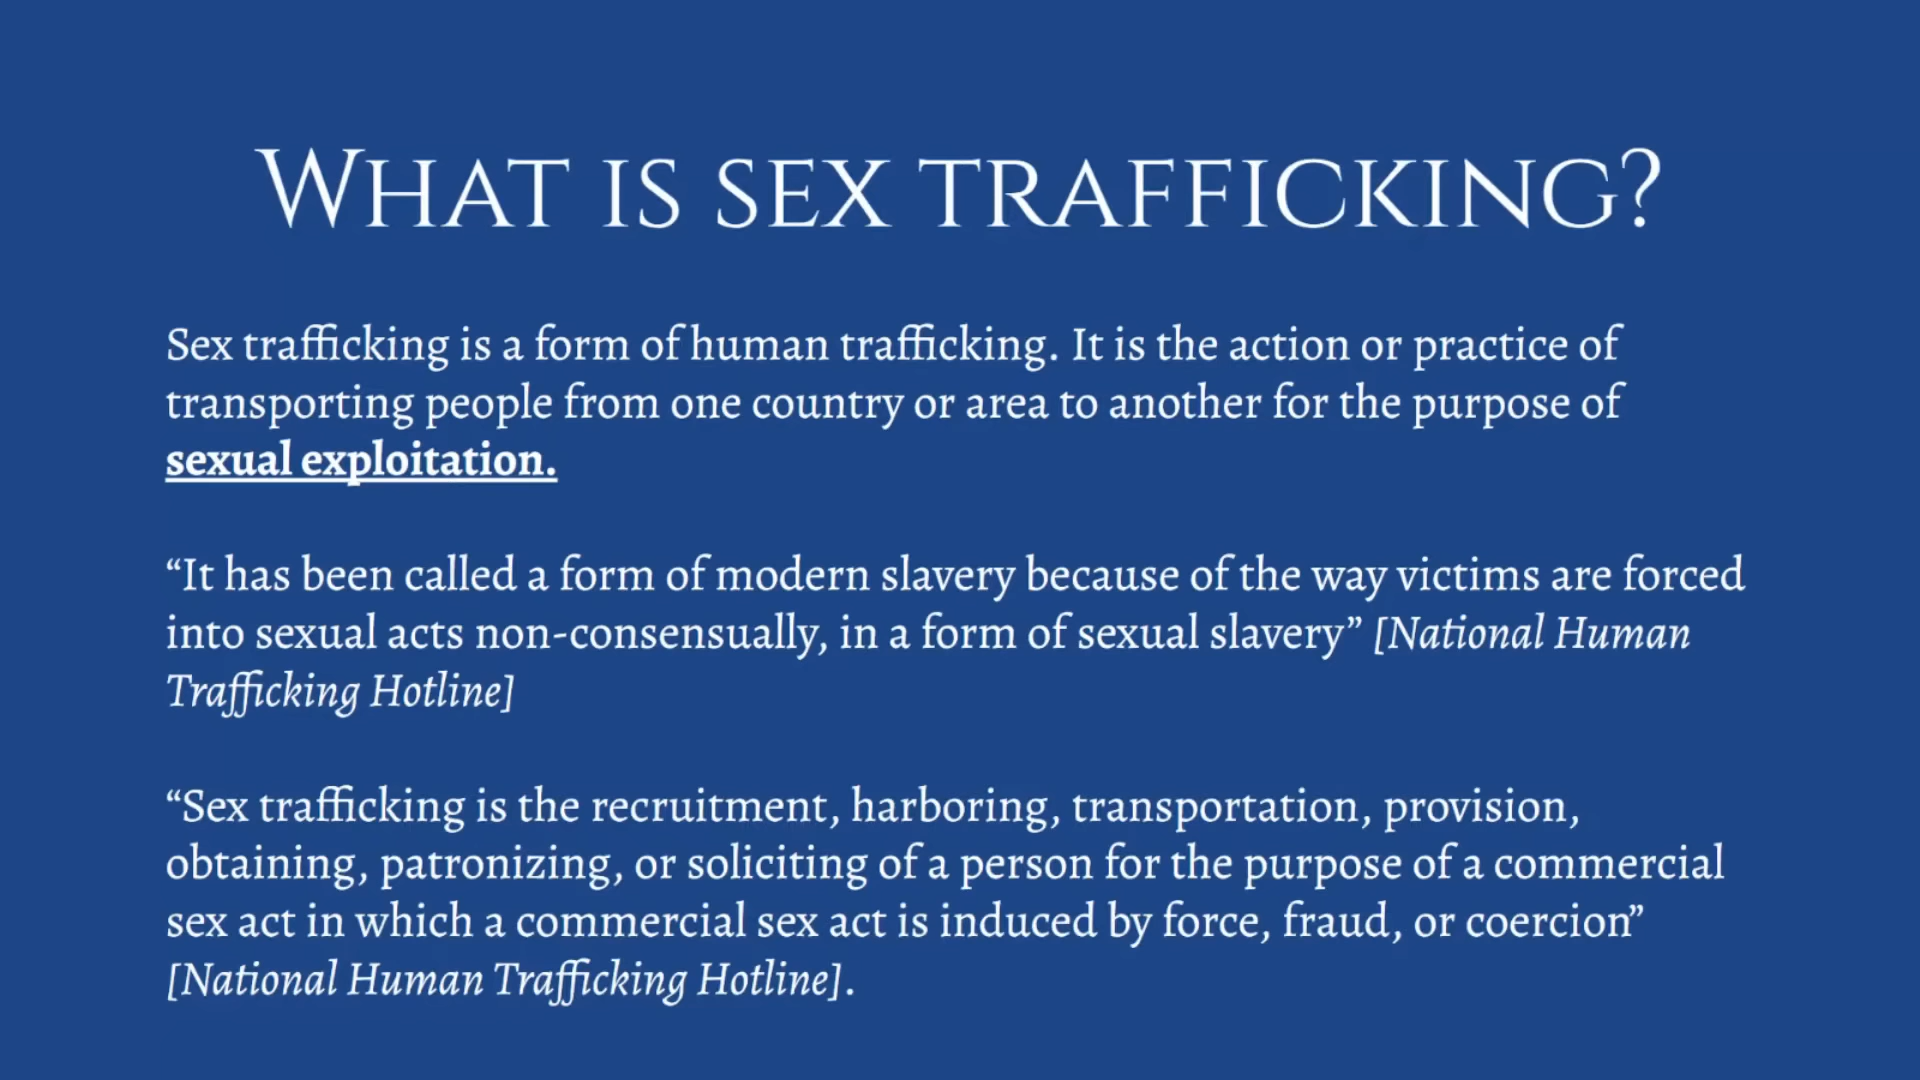 What is sex trafficking?
Sex trafficking is a form of human trafficking. It is the action or practice of
transporting people from one country or area to another for the purpose of
sexual exploitation.
“It has been called a form of modern slavery because of the way victims are forced
into sexual acts non-consensually, in a form of sexual slavery” [National Human
Trafficking Hotline]
“Sex trafficking is the recruitment, harboring, transportation, provision,
obtaining, patronizing, or soliciting of a person for the purpose of a commercial
sex act in which a commercial sex act is induced by force, fraud, or coercion”
[National Human Trafficking Hotline].